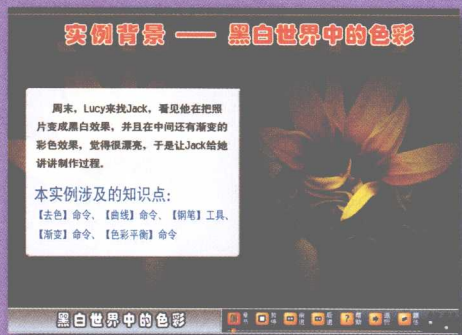 实例背景 —— 黑白世界中的色彩
周末，Lucy来找Jack，看见他在把照
片变成黑白效果，并且在中间还有渐变的
彩色效果，觉得很漂亮，于是让Jack给她
讲讲制作过程。
本实例涉及的知识点:
【去色】命令、【曲线】命令、【钢笔】工具、
【渐变】命令、【色彩平衡】命令
黑白世界中的色彩